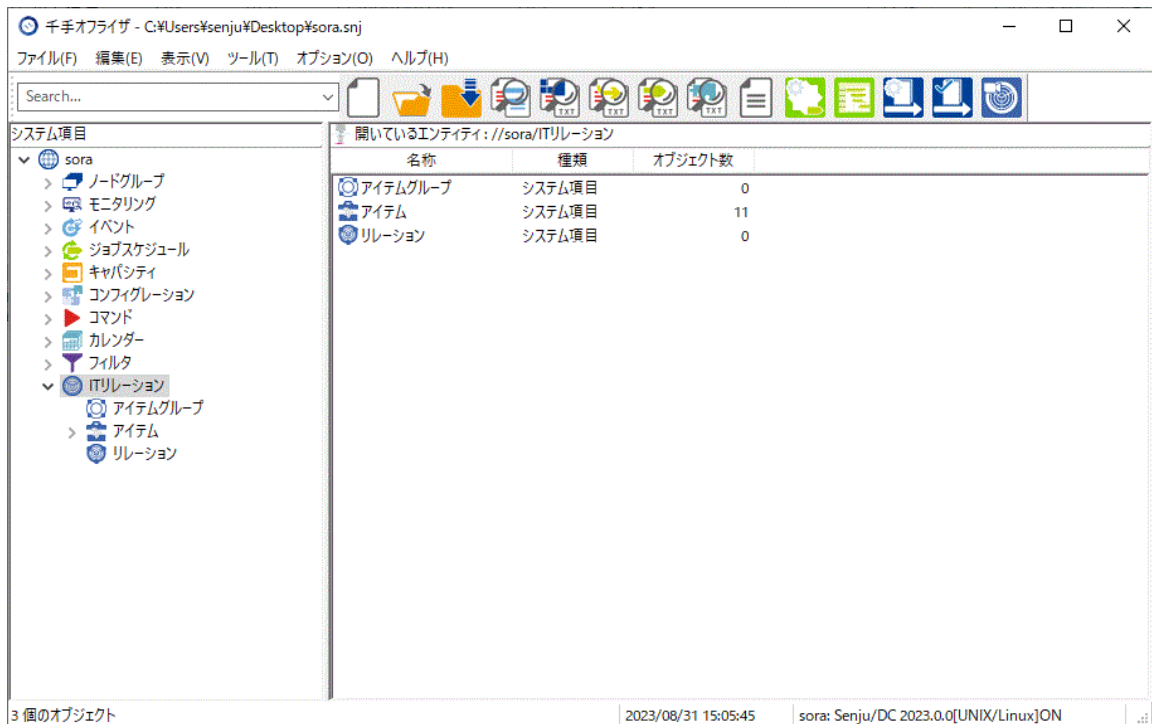 千手オフライザ - C:¥Users¥senju¥Desktop¥sora.snj
ファイル(F) 編集(E) 表示(V) ツール(T) オプション(O) ヘルプ(H)
Search...
TXT TXT TXT TXT
システム項目
開いているエンティティ : //sora/ITリレーション
sora
ノードグループ
モニタリング
イベント
ジョブスケジュール
キャパシティ
コンフィグレーション
コマンド
カレンダー
フィルタ
ITリレーション
アイテムグループ
アイテム
リレーション
名称 種類 オブジェクト数
アイテムグループ システム項目 0
アイテム システム項目 11
リレーション システム項目 0
3 個のオブジェクト
2023/08/31 15:05:45
sora: Senju/DC 2023.0.0[UNIX/Linux]ON